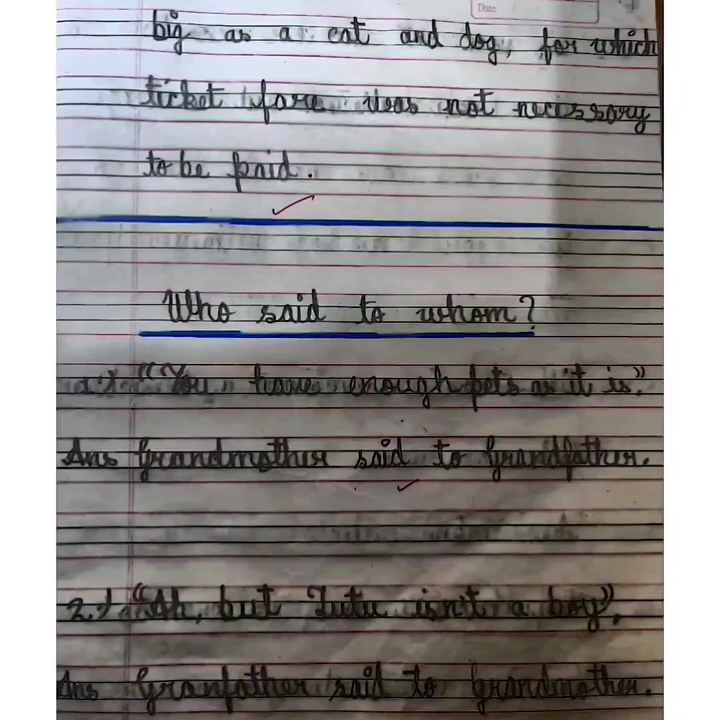 Date
big as a cat and dog, for which
ticket fare was not necessary
to be paid.
Who said to whom?
1.) "You have enough pets as it is".
Ans Grandmother said to Grandfather.
2.) "Ah, but Tutu isn't a boy".
Ans Granfather said to Grandmother.